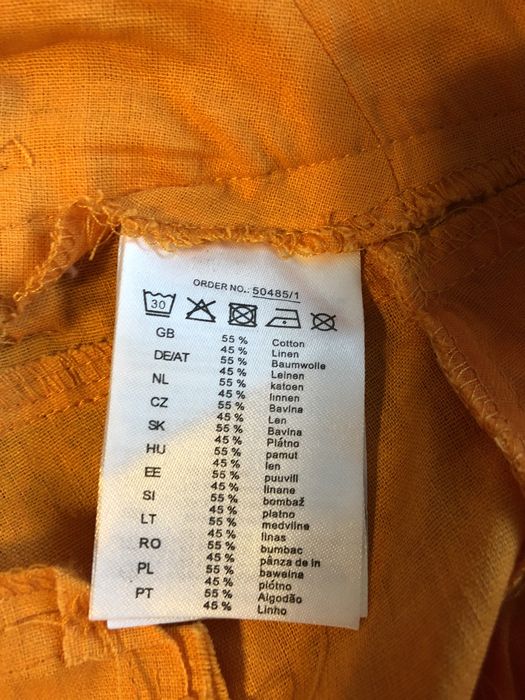 ORDER NO.: 50485/1
30
GB 55 % Cotton
45 % Linen
DE/AT 55 % Baumwolle
45 % Leinen
NL 55 % katoen
45 % linnen
CZ 55 % Bavlna
45 % Len
SK 55 % Bavlna
45 % Plátno
HU 55 % pamut
45 % len
EE 55 % puuvill
45 % linane
SI 55 % bombaž
45 % platno
LT 55 % medvilne
45 % linas
RO 55 % bumbac
45 % pânza de in
PL 55 % bawelna
45 % plótno
PT 55 % Algodão
45 % Linho